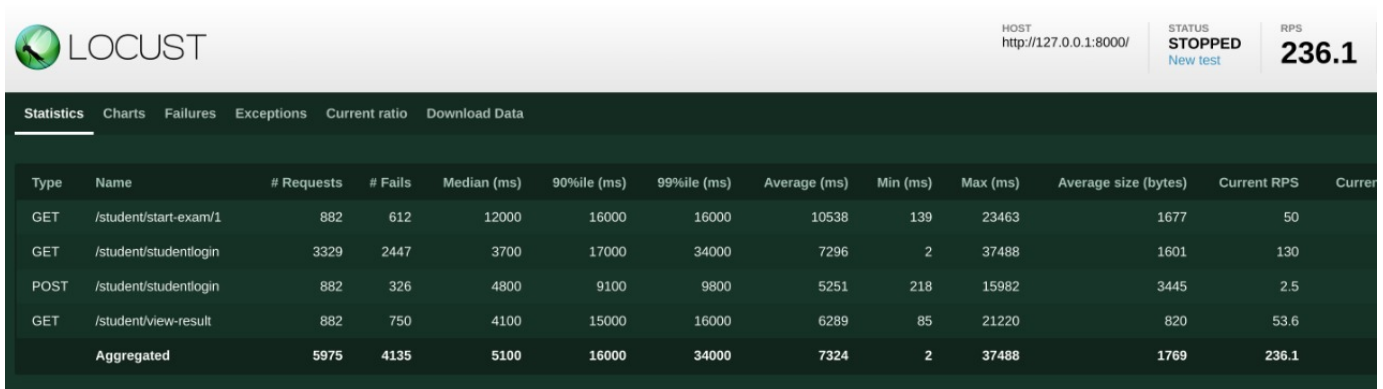 LOCUST
HOST
http://127.0.0.1:8000/
STATUS
STOPPED
New test
RPS
236.1
Statistics Charts Failures Exceptions Current ratio Download Data
Type Name # Requests # Fails Median (ms) 90%ile (ms) 99%ile (ms) Average (ms) Min (ms) Max (ms) Average size (bytes) Current RPS Curren
GET /student/start-exam/1 882 612 12000 16000 16000 10538 139 23463 1677 50
GET /student/studentlogin 3329 2447 3700 17000 34000 7296 2 37488 1601 130
POST /student/studentlogin 882 326 4800 9100 9800 5251 218 15982 3445 2.5
GET /student/view-result 882 750 4100 15000 16000 6289 85 21220 820 53.6
Aggregated 5975 4135 5100 16000 34000 7324 2 37488 1769 236.1